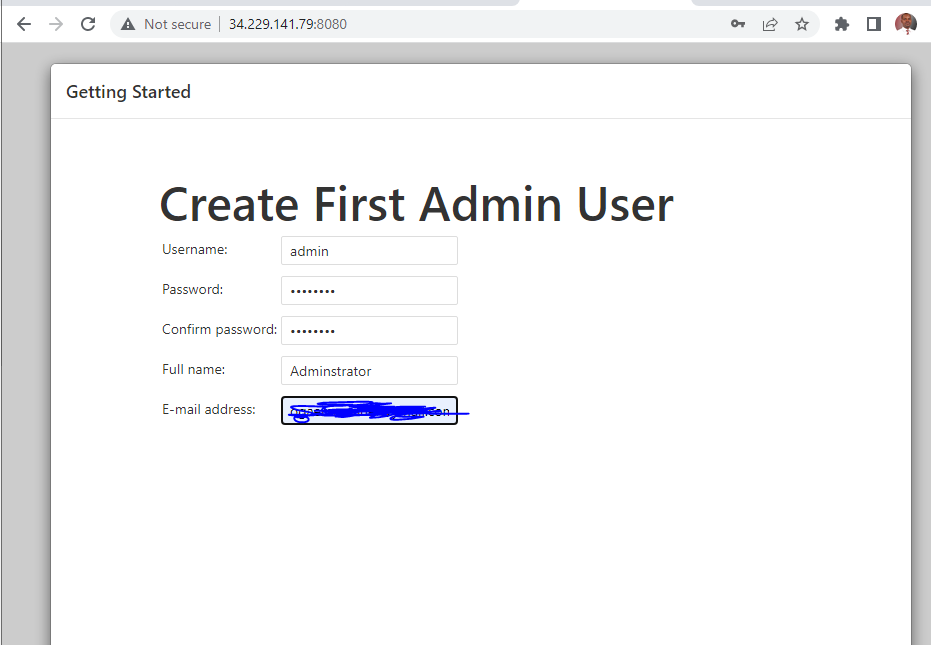 Not secure | 34.229.141.79:8080
Getting Started
Create First Admin User
Username: admin
Password: ••••••••
Confirm password: ••••••••
Full name: Adminstrator
E-mail address: